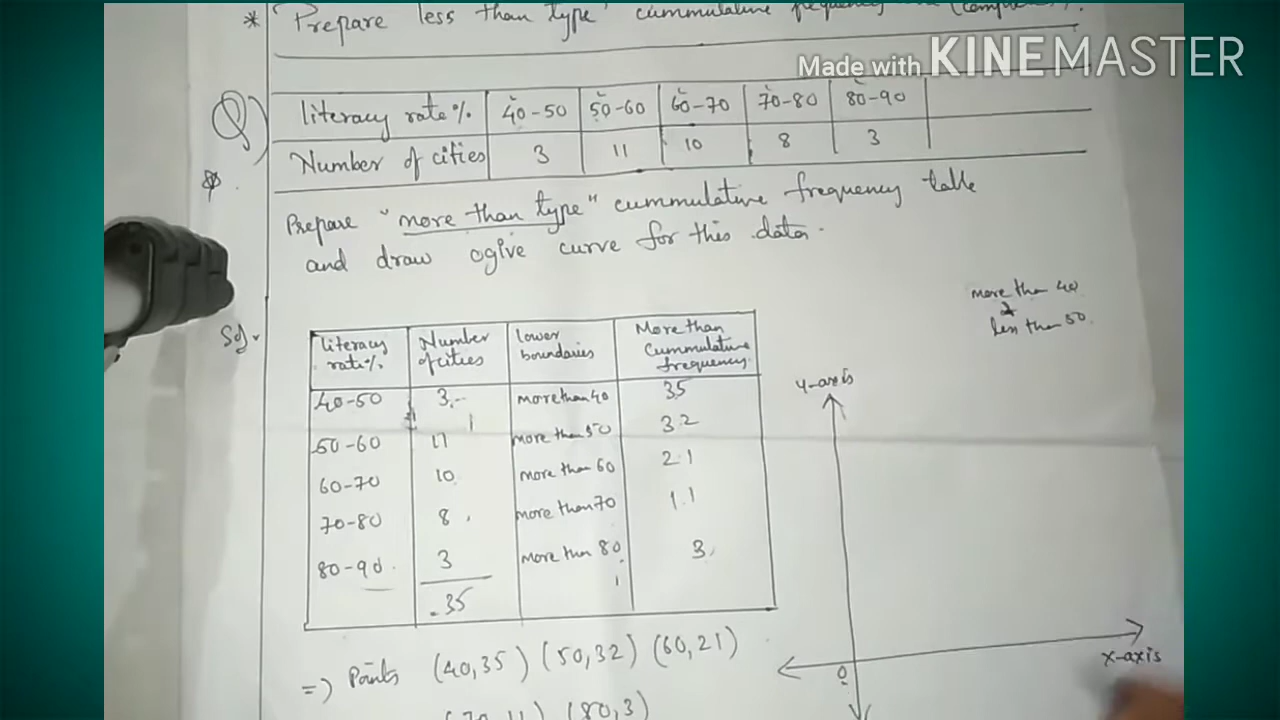 * Prepare less than type" cummulative frequency
Made with KINEMASTER
Q) literacy rate% 40-50 50-60 60-70 70-80 80-90
Number of cities 3 11 10 8 3
Prepare "more than type" cummulative frequency table
and draw ogive curve for this data.
more than 40
&
less than 50.
Sol.
literacy rate% Number of cities lower boundaries More than Cummulative frequency
40-50 3 more than 40 35
50-60 11 more than 50 32
60-70 10 more than 60 21
70-80 8 more than 70 11
80-90 3 more than 80 3
35
y-axis
x-axis
0
=) Points (40,35) (50,32) (60,21)
(70,11) (80,3)